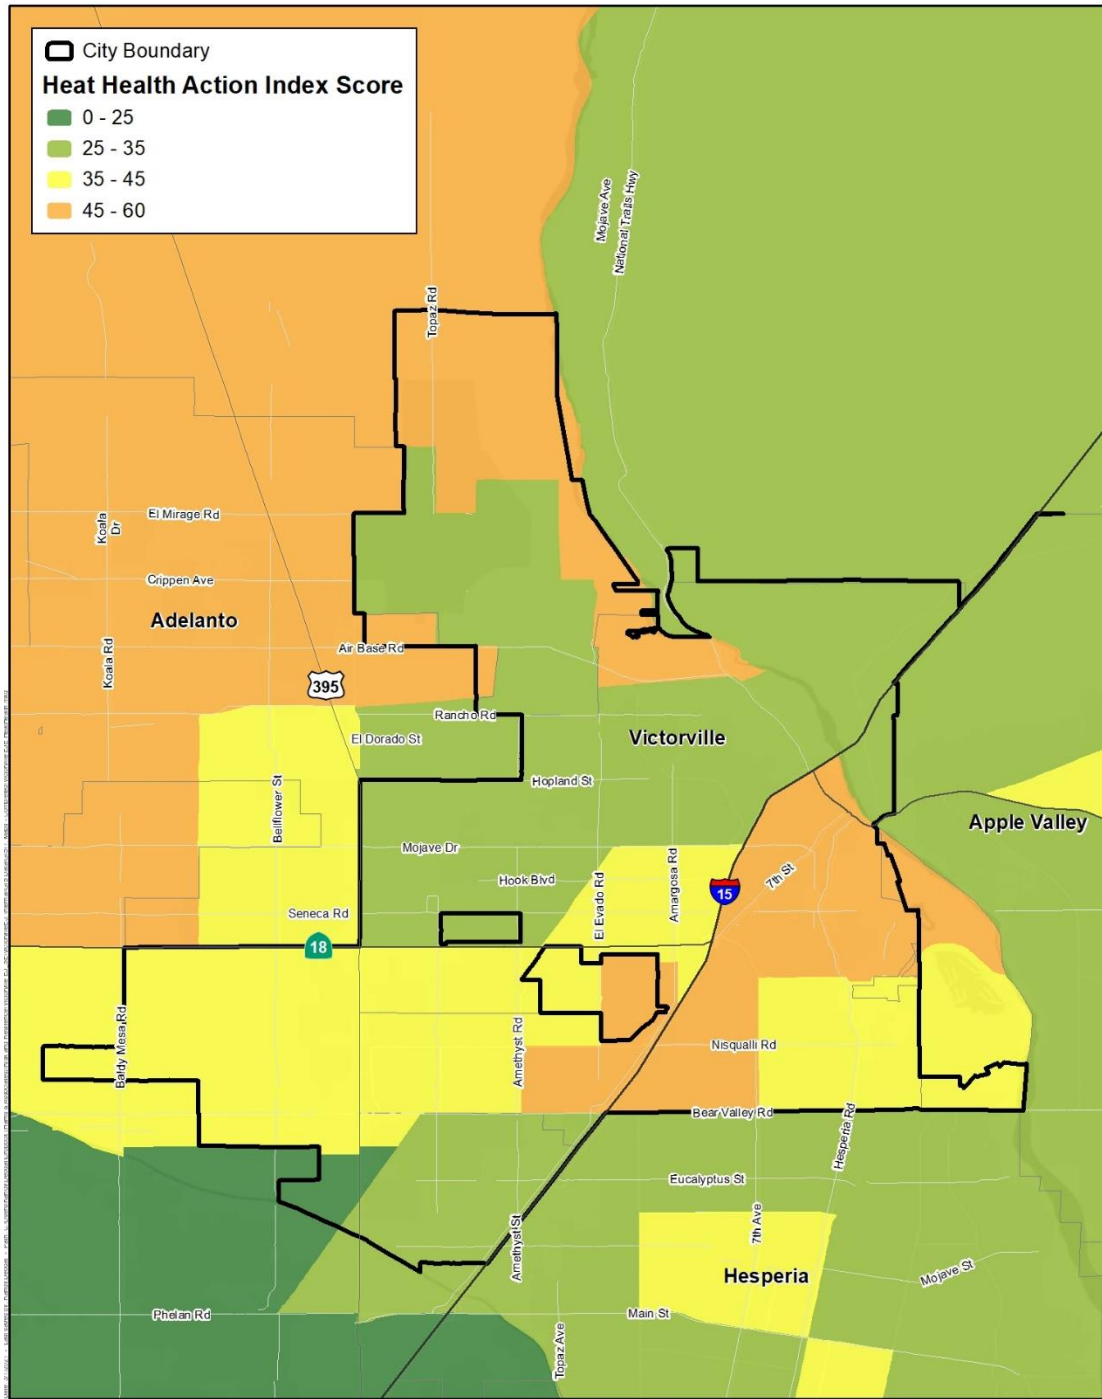 City Boundary
Heat Health Action Index Score
0 - 25
25 - 35
35 - 45
45 - 60
Mojave Ave
National Trails Hwy
Topaz Rd
El Mirage Rd
Koala
Dr
Crippen Ave
Adelanto
Air Base Rd
Koala Rd
395
Rancho Rd
El Dorado St
Victorville
Hopland St
Bellflower St
Apple Valley
Mojave Dr
Hook Blvd
El Evado Rd
Amargosa Rd
15
7th St
Seneca Rd
18
Baldy Mesa Rd
Amethyst Rd
Nisqualli Rd
Bear Valley Rd
Hesperia Rd
Eucalyptus St
7th Ave
Amethyst St
Hesperia
Mojave St
Phelan Rd
Main St
Topaz Ave